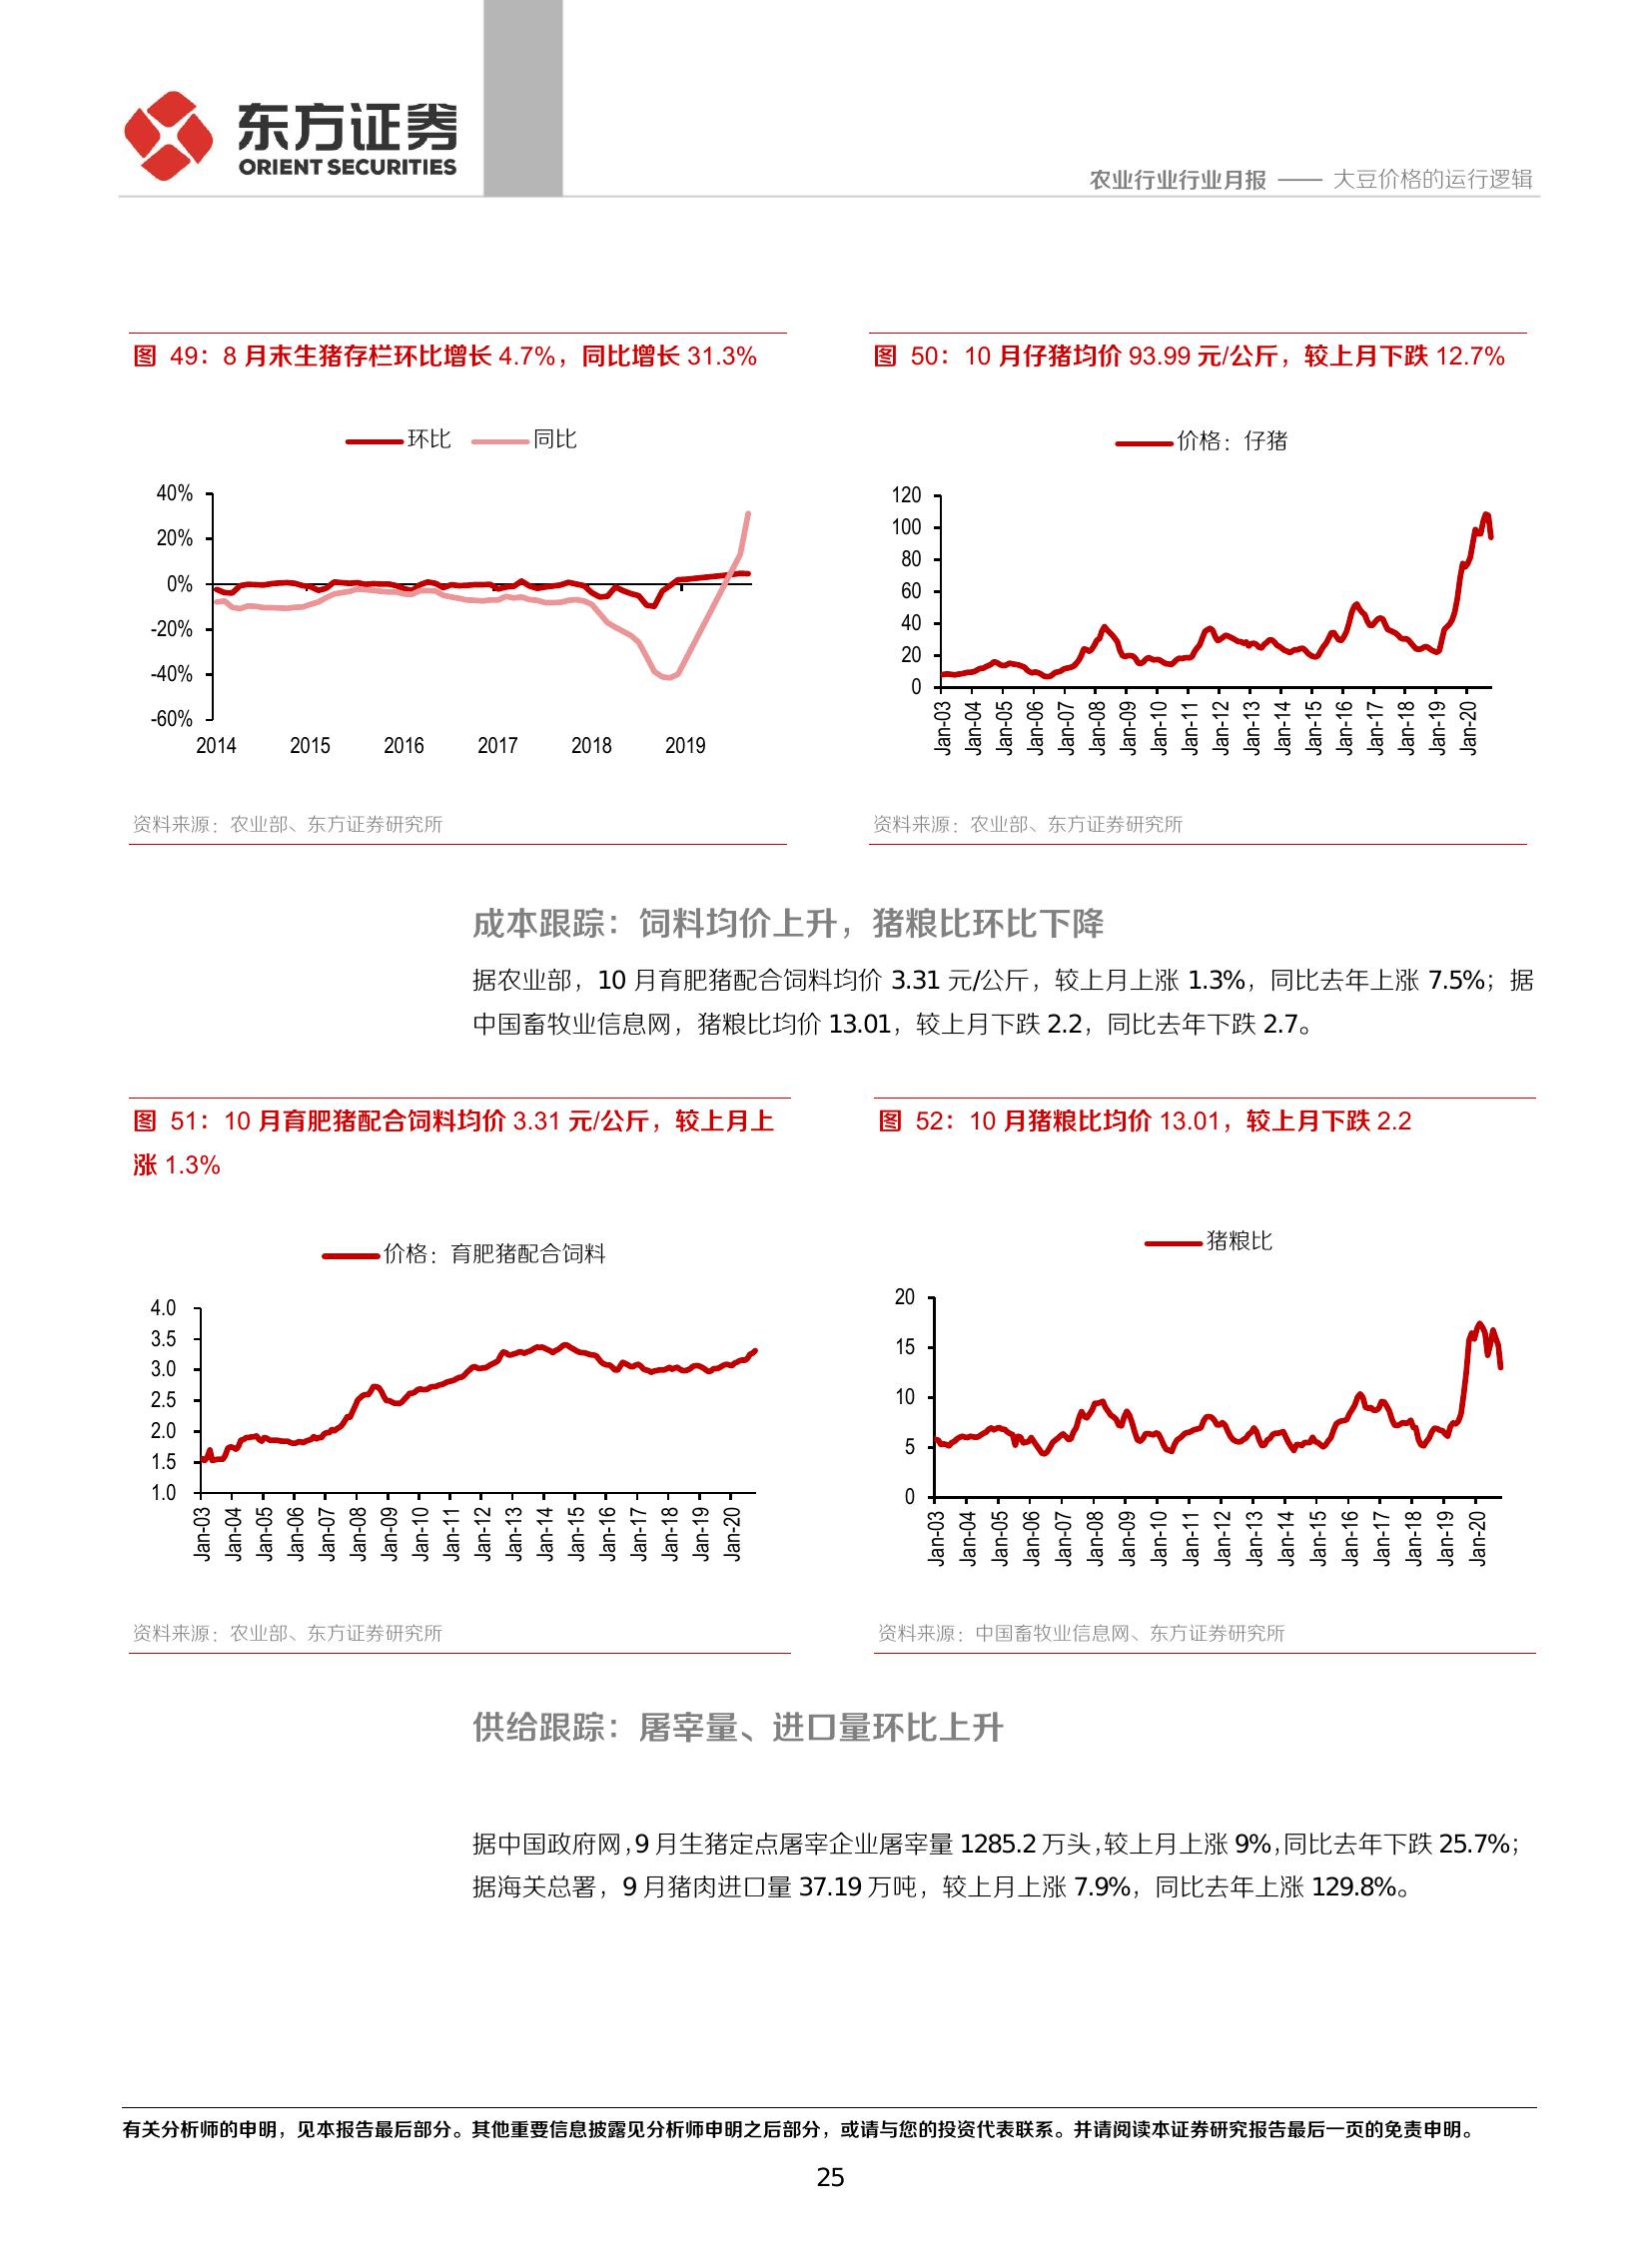 东方证券
ORIENT SECURITIES
农业行业行业月报 —— 大豆价格的运行逻辑
图 49：8 月末生猪存栏环比增长 4.7%，同比增长 31.3%
环比 同比
40%
20%
0%
-20%
-40%
-60%
2014 2015 2016 2017 2018 2019
资料来源：农业部、东方证券研究所
图 50：10 月仔猪均价 93.99 元/公斤，较上月下跌 12.7%
价格：仔猪
120
100
80
60
40
20
0
Jan-03 Jan-04 Jan-05 Jan-06 Jan-07 Jan-08 Jan-09 Jan-10 Jan-11 Jan-12 Jan-13 Jan-14 Jan-15 Jan-16 Jan-17 Jan-18 Jan-19 Jan-20
资料来源：农业部、东方证券研究所
成本跟踪：饲料均价上升，猪粮比环比下降
据农业部，10 月育肥猪配合饲料均价 3.31 元/公斤，较上月上涨 1.3%，同比去年上涨 7.5%；据
中国畜牧业信息网，猪粮比均价 13.01，较上月下跌 2.2，同比去年下跌 2.7。
图 51：10 月育肥猪配合饲料均价 3.31 元/公斤，较上月上
涨 1.3%
价格：育肥猪配合饲料
4.0
3.5
3.0
2.5
2.0
1.5
1.0
Jan-03 Jan-04 Jan-05 Jan-06 Jan-07 Jan-08 Jan-09 Jan-10 Jan-11 Jan-12 Jan-13 Jan-14 Jan-15 Jan-16 Jan-17 Jan-18 Jan-19 Jan-20
资料来源：农业部、东方证券研究所
图 52：10 月猪粮比均价 13.01，较上月下跌 2.2
猪粮比
20
15
10
5
0
Jan-03 Jan-04 Jan-05 Jan-06 Jan-07 Jan-08 Jan-09 Jan-10 Jan-11 Jan-12 Jan-13 Jan-14 Jan-15 Jan-16 Jan-17 Jan-18 Jan-19 Jan-20
资料来源：中国畜牧业信息网、东方证券研究所
供给跟踪：屠宰量、进口量环比上升
据中国政府网，9 月生猪定点屠宰企业屠宰量 1285.2 万头，较上月上涨 9%，同比去年下跌 25.7%；
据海关总署，9 月猪肉进口量 37.19 万吨，较上月上涨 7.9%，同比去年上涨 129.8%。
有关分析师的申明，见本报告最后部分。其他重要信息披露见分析师申明之后部分，或请与您的投资代表联系。并请阅读本证券研究报告最后一页的免责申明。
25